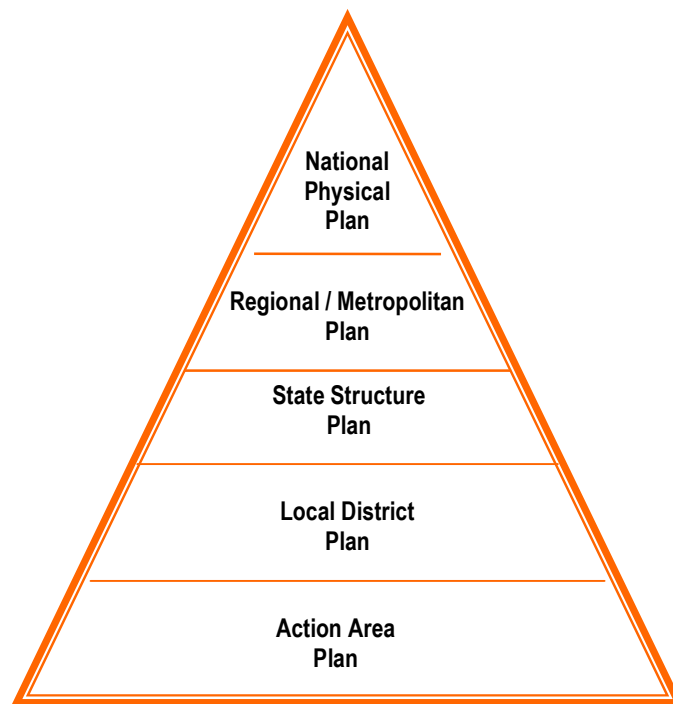 National
Physical
Plan
Regional / Metropolitan
Plan
State Structure
Plan
Local District
Plan
Action Area
Plan